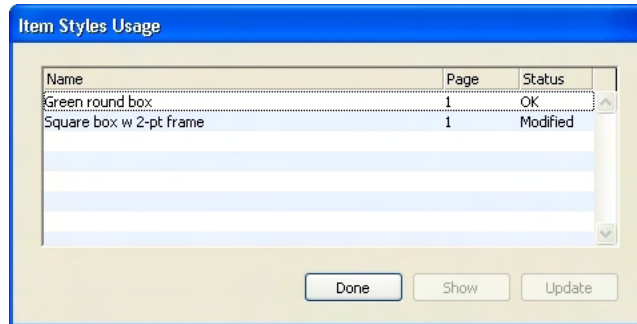 Item Styles Usage
Name Page Status
Green round box 1 OK
Square box w 2-pt frame 1 Modified
Done Show Update